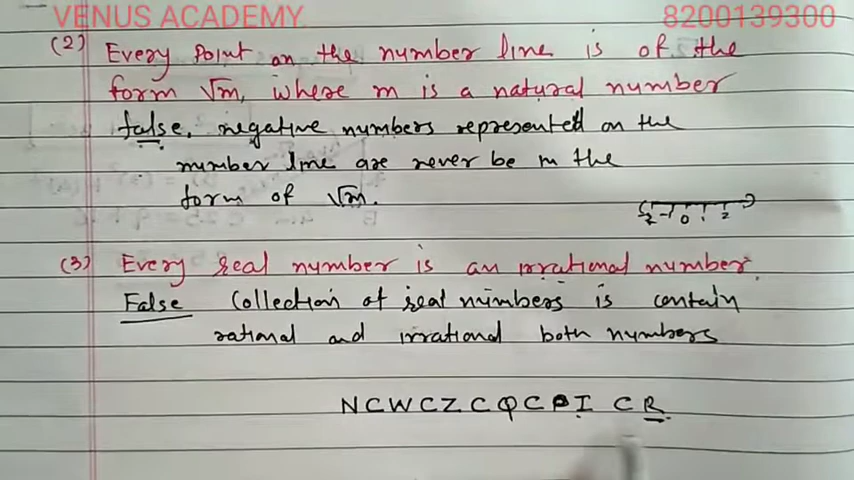 VENUS ACADEMY 8200139300
(2) Every Point on the number line is of the
form √m, where m is a natural number
false, negative numbers represented on the
number line are never be in the
form of √m.
-2 -1 0 1 2
(3) Every real number is an irrational number.
False Collection of real numbers is contain
rational and irrational both numbers
N C W C Z C Q C I C R